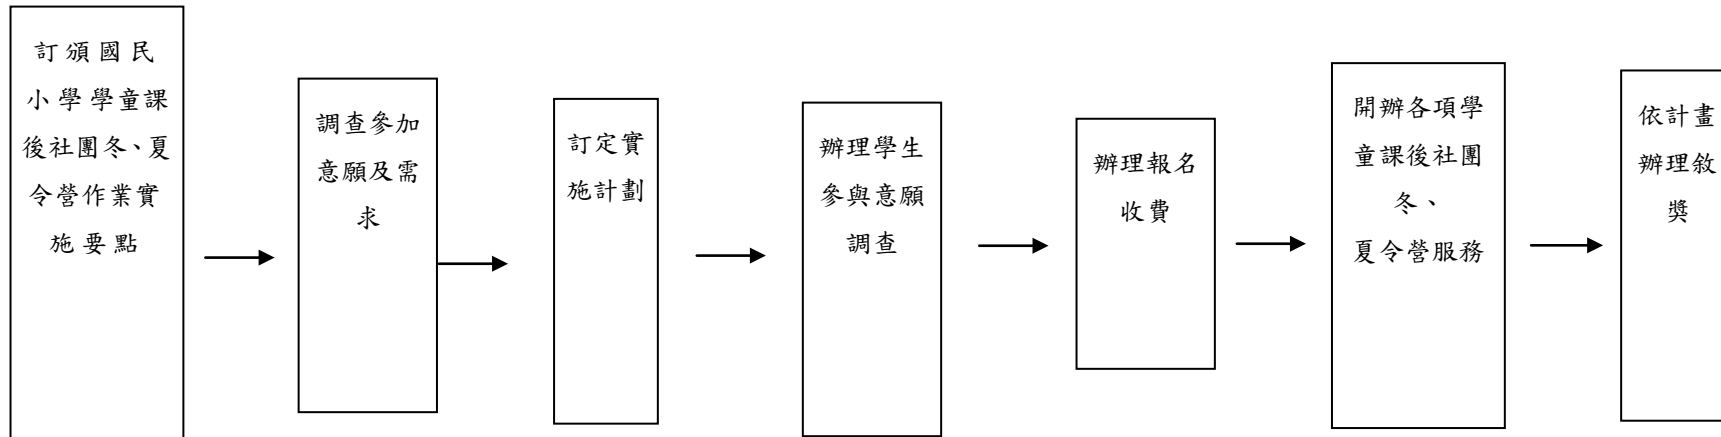 訂頒國民
小學學童課
後社團冬、夏
令營作業實
施要點
調查參加
意願及需
求
訂定實
施計劃
辦理學生
參與意願
調查
辦理報名
收費
開辦各項學
童課後社團
冬、
夏令營服務
依計畫
辦理敘
獎